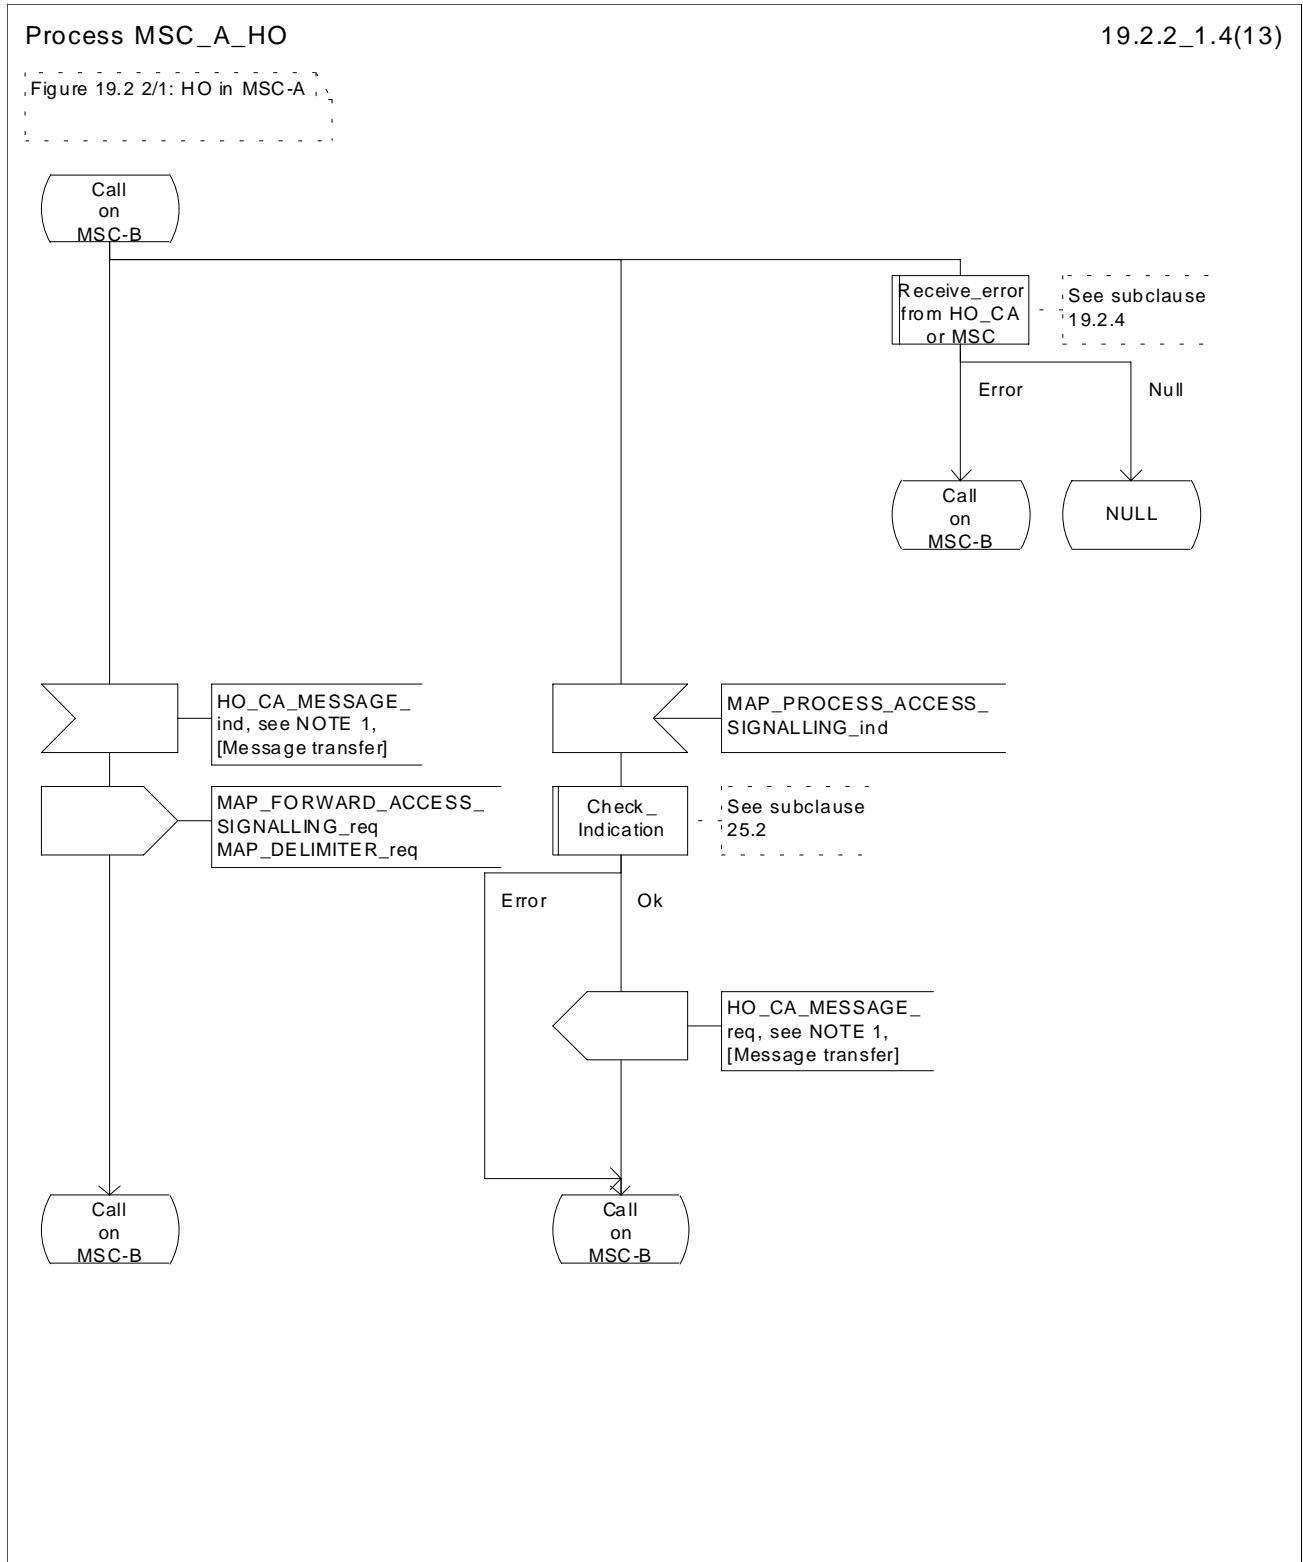 Process MSC_A_HO
19.2.2_1.4(13)
Figure 19.2 2/1: HO in MSC-A
Call
on
MSC-B
Receive_error
from HO_CA
or MSC
See subclause
19.2.4
Error
Null
Call
on
MSC-B
NULL
HO_CA_MESSAGE_
ind, see NOTE 1,
[Message transfer]
MAP_PROCESS_ACCESS_
SIGNALLING_ind
MAP_FORWARD_ACCESS_
SIGNALLING_req
MAP_DELIMITER_req
Check_
Indication
See subclause
25.2
Error
Ok
HO_CA_MESSAGE_
req, see NOTE 1,
[Message transfer]
Call
on
MSC-B
Call
on
MSC-B